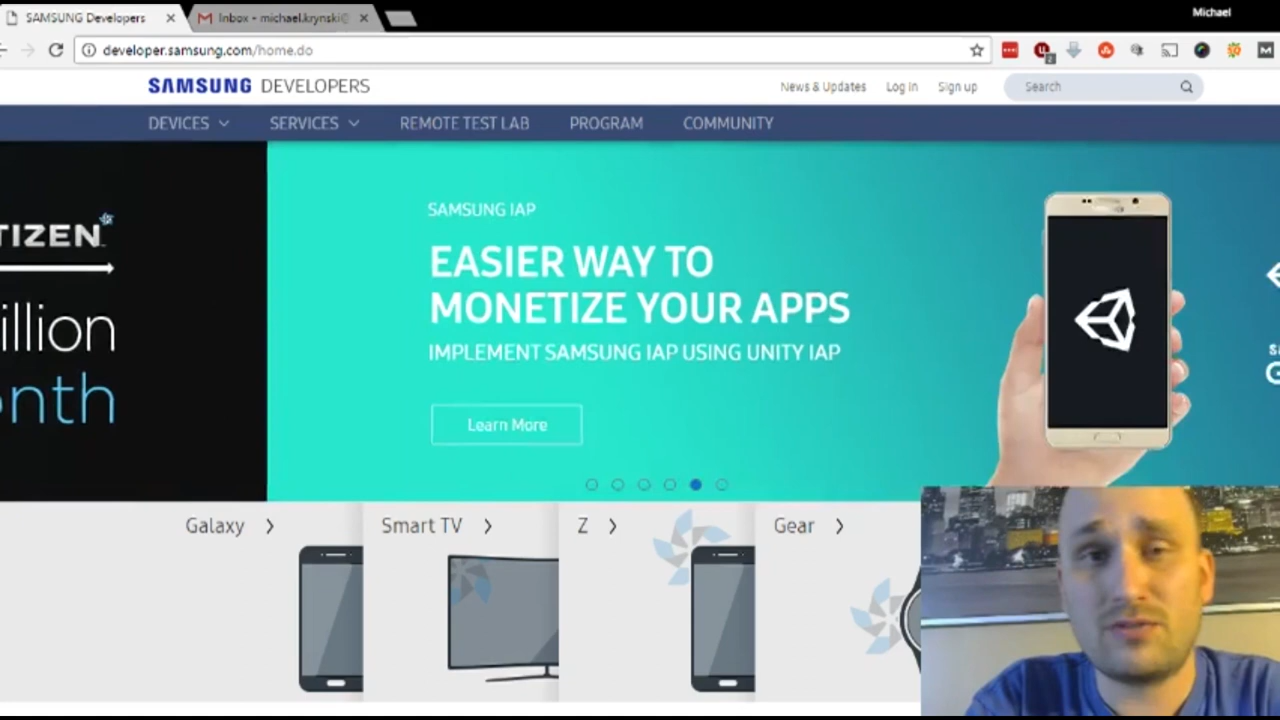 SAMSUNG Developers
Inbox - michael.krynski@
Michael
developer.samsung.com/home.do
SAMSUNG DEVELOPERS
News & Updates
Log In
Sign up
Search
DEVICES
SERVICES
REMOTE TEST LAB
PROGRAM
COMMUNITY
TIZEN
illion
onth
SAMSUNG IAP
EASIER WAY TO
MONETIZE YOUR APPS
IMPLEMENT SAMSUNG IAP USING UNITY IAP
Learn More
Galaxy
Smart TV
Z
Gear